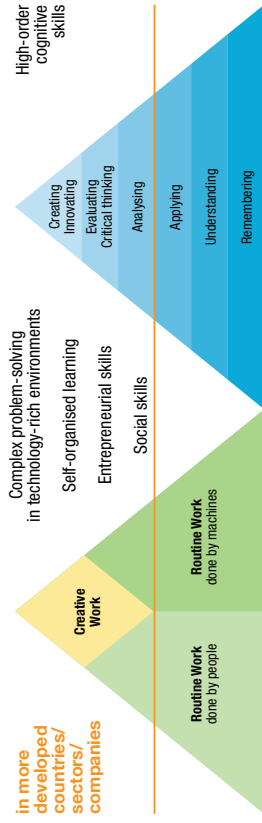 in more
developed
countries/
sectors/
companies
Creative
Work
Routine Work
done by people
Routine Work
done by machines
Complex problem-solving
in technology-rich environments
Self-organised learning
Entrepreneurial skills
Social skills
High-order
cognitive
skills
Creating
Innovating
Evaluating
Critical thinking
Analysing
Applying
Understanding
Remembering